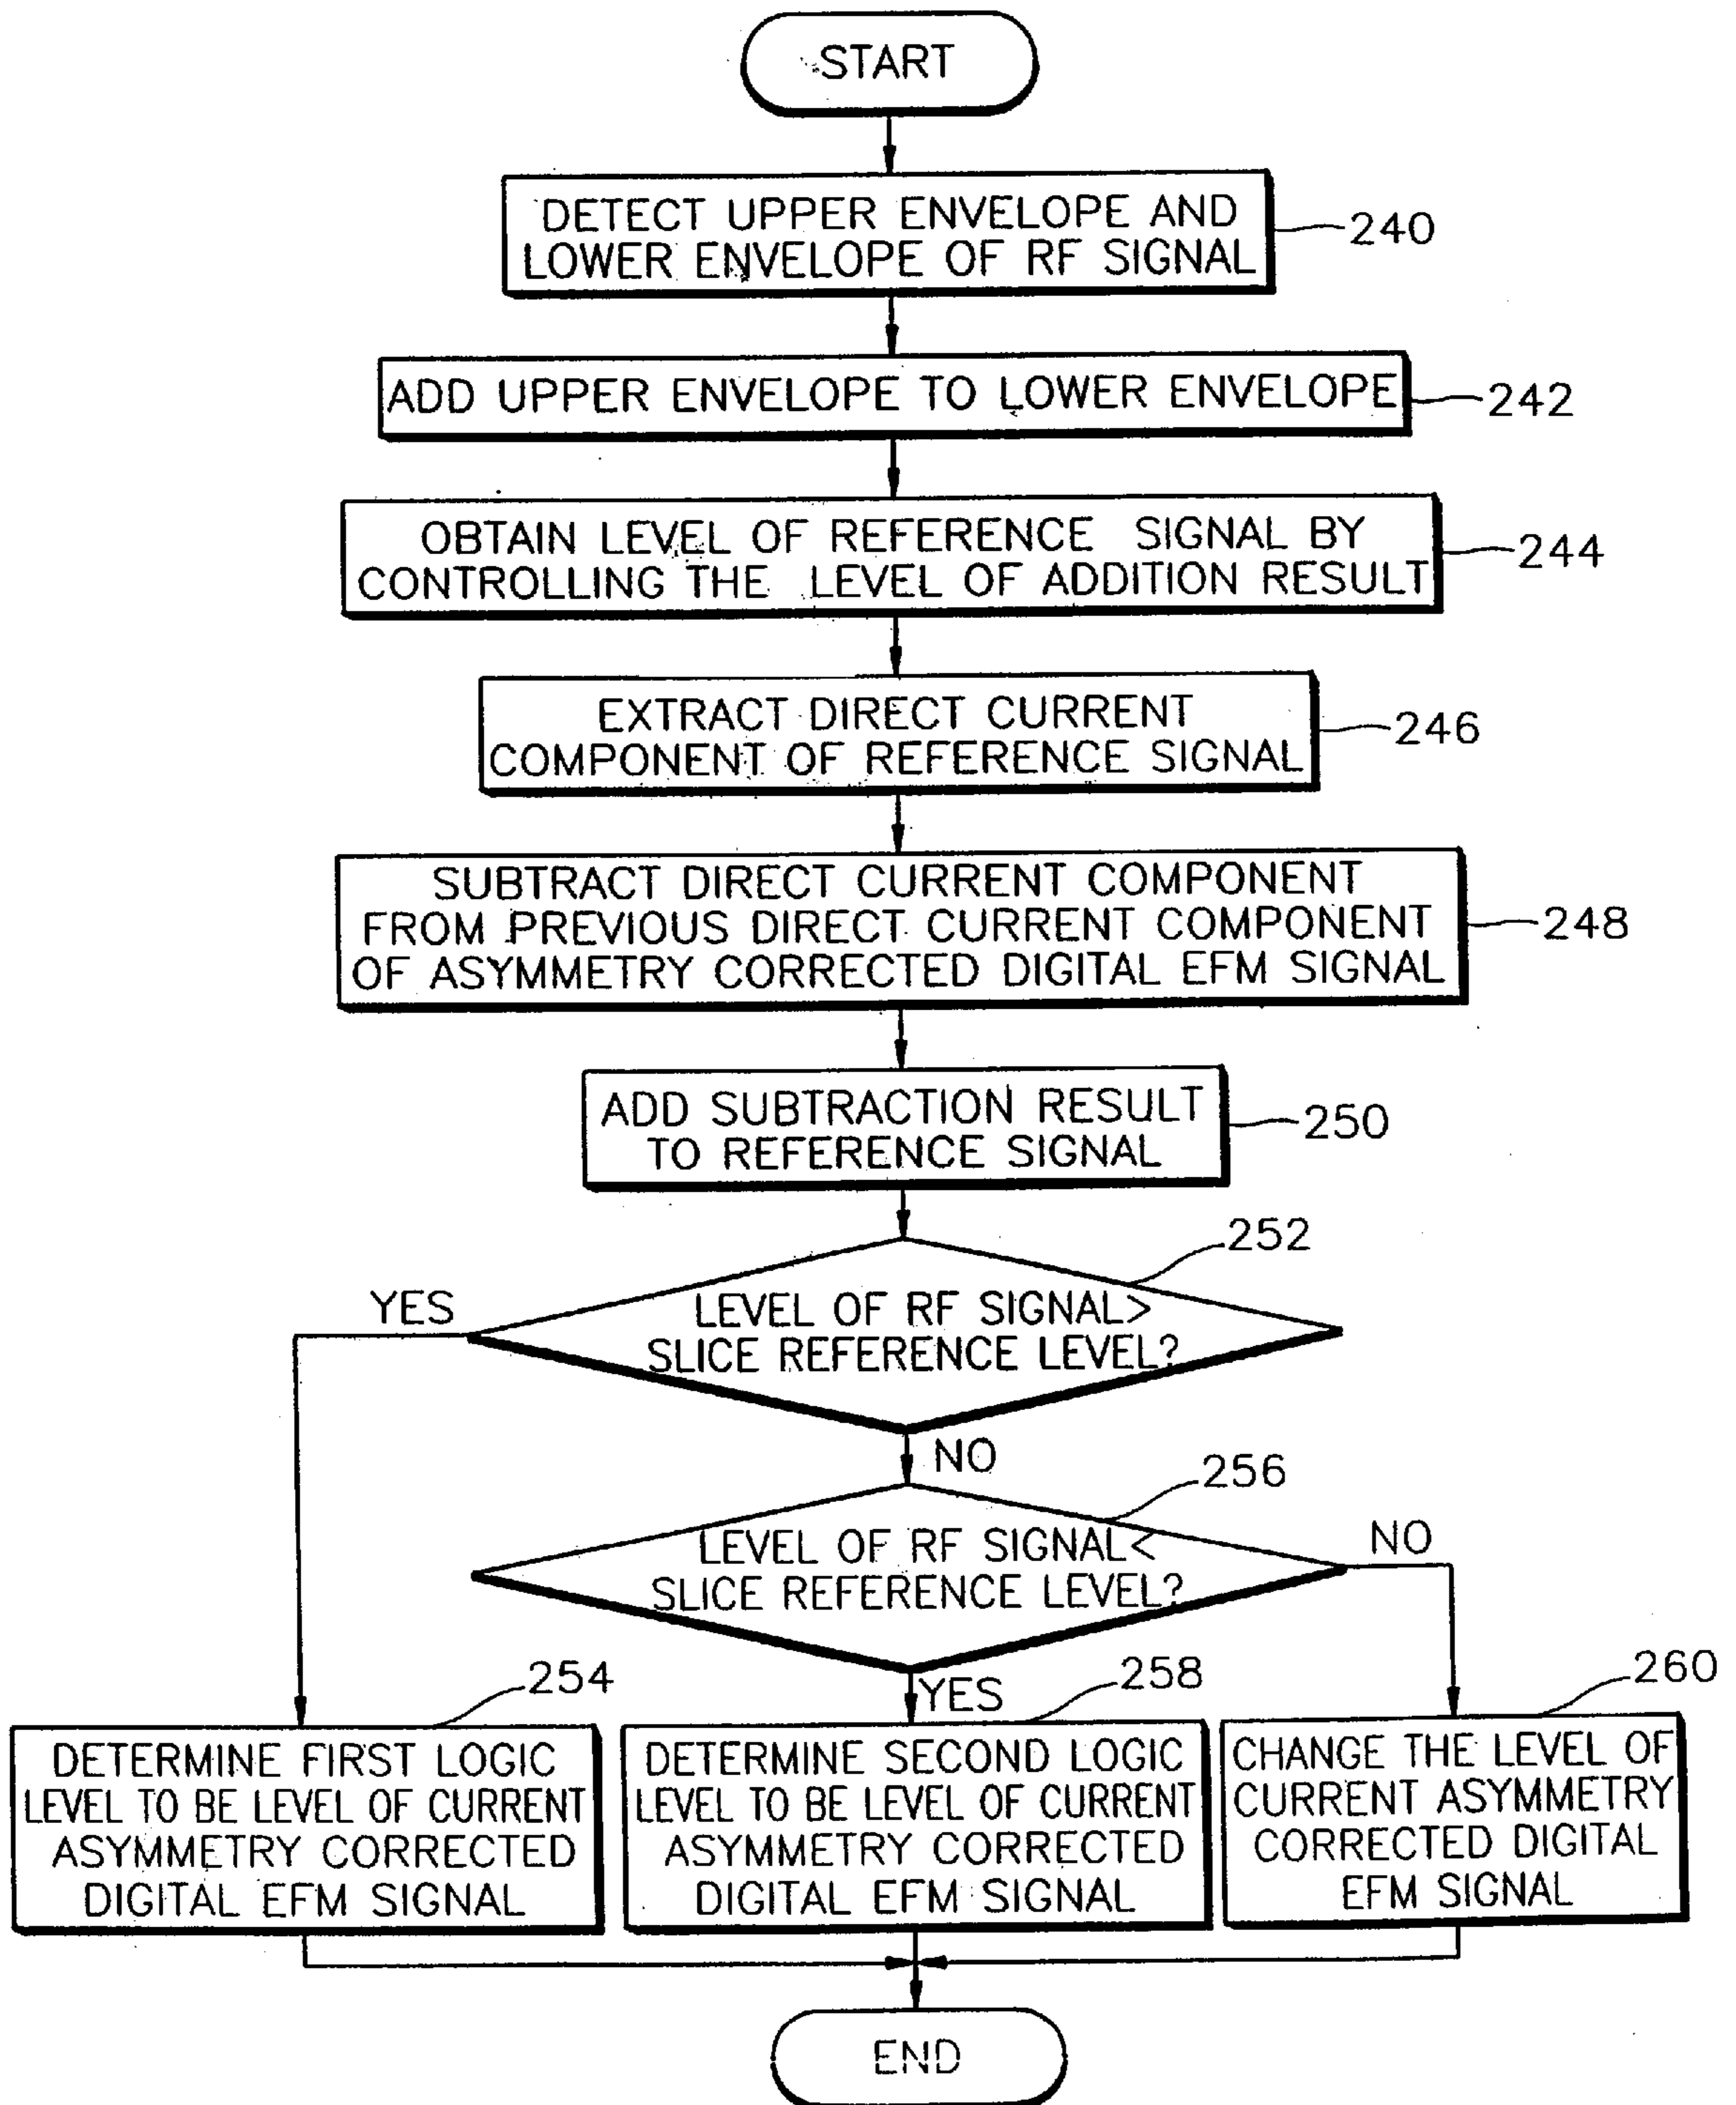 START
DETECT UPPER ENVELOPE AND
LOWER ENVELOPE OF RF SIGNAL
240
ADD UPPER ENVELOPE TO LOWER ENVELOPE
242
OBTAIN LEVEL OF REFERENCE SIGNAL BY
CONTROLLING THE LEVEL OF ADDITION RESULT
244
EXTRACT DIRECT CURRENT
COMPONENT OF REFERENCE SIGNAL
246
SUBTRACT DIRECT CURRENT COMPONENT
FROM PREVIOUS DIRECT CURRENT COMPONENT
OF ASYMMETRY CORRECTED DIGITAL EFM SIGNAL
248
ADD SUBTRACTION RESULT
TO REFERENCE SIGNAL
250
252
YES
LEVEL OF RF SIGNAL>
SLICE REFERENCE LEVEL?
NO
256
LEVEL OF RF SIGNAL<
SLICE REFERENCE LEVEL?
NO
YES
254
DETERMINE FIRST LOGIC
LEVEL TO BE LEVEL OF CURRENT
ASYMMETRY CORRECTED
DIGITAL EFM SIGNAL
258
DETERMINE SECOND LOGIC
LEVEL TO BE LEVEL OF CURRENT
ASYMMETRY CORRECTED
DIGITAL EFM SIGNAL
260
CHANGE THE LEVEL OF
CURRENT ASYMMETRY
CORRECTED DIGITAL
EFM SIGNAL
END